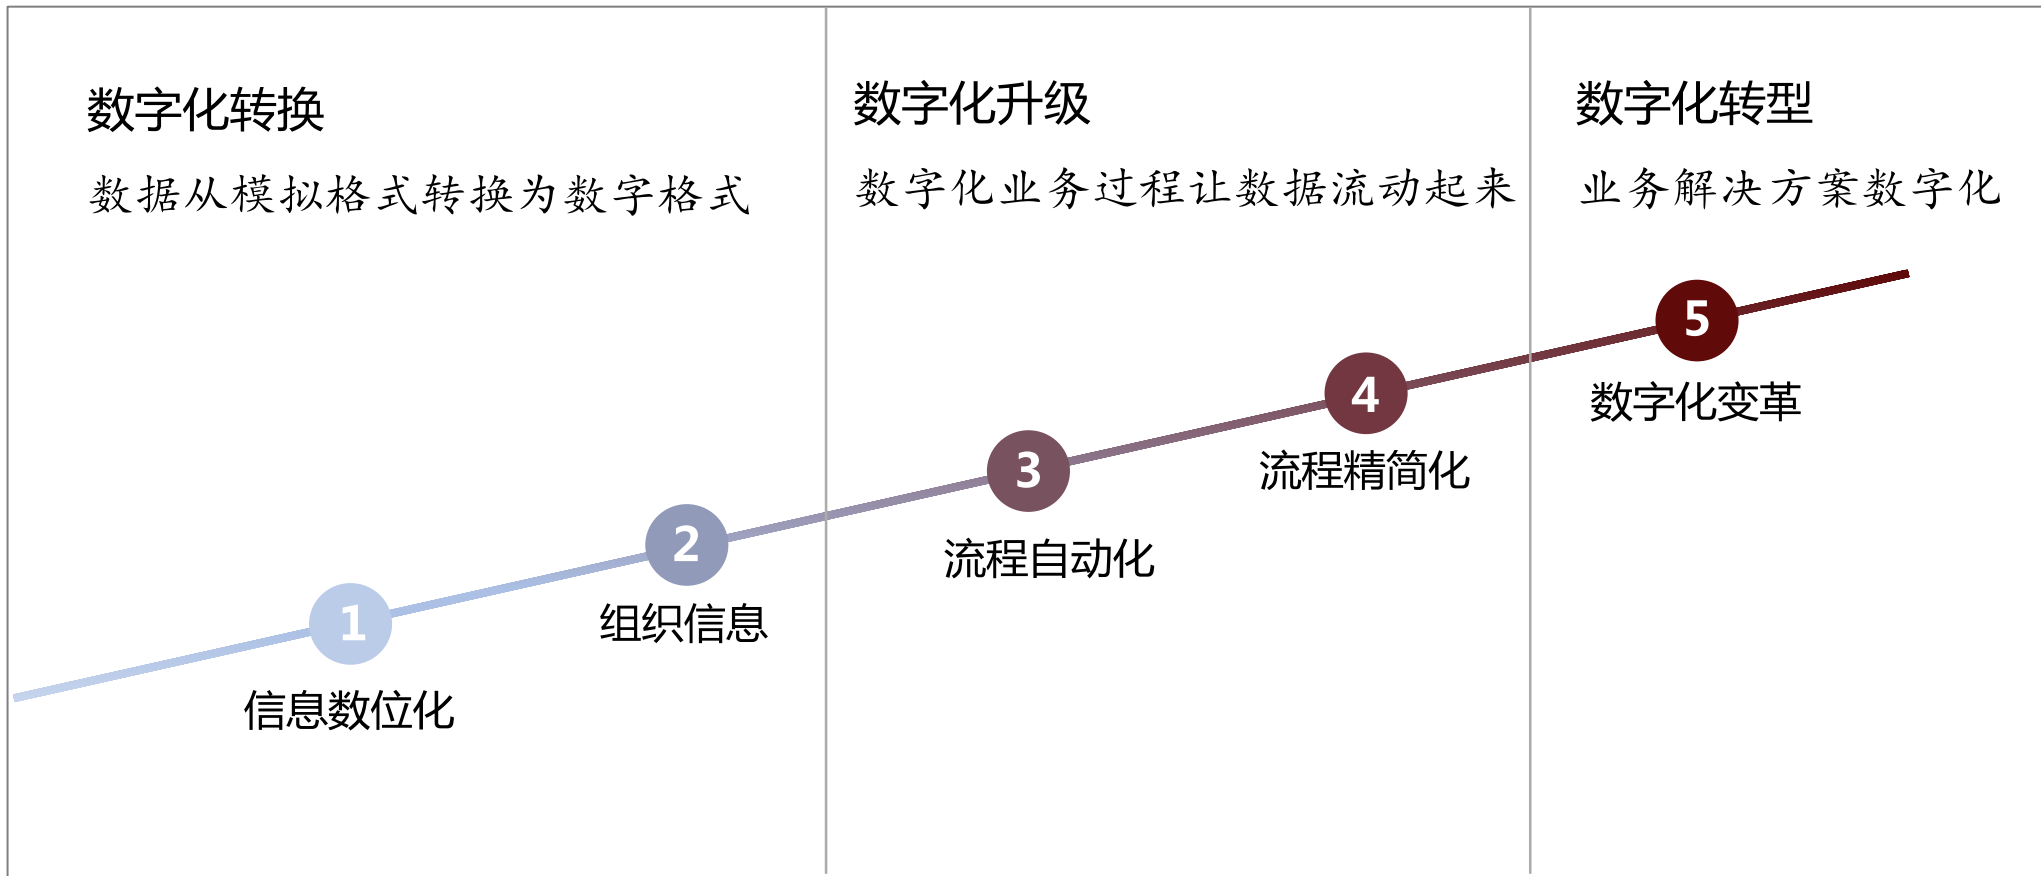 数字化转换
数据从模拟格式转换为数字格式
1
信息数位化
2
组织信息
数字化升级
数字化业务过程让数据流动起来
3
流程自动化
4
流程精简化
数字化转型
业务解决方案数字化
5
数字化变革